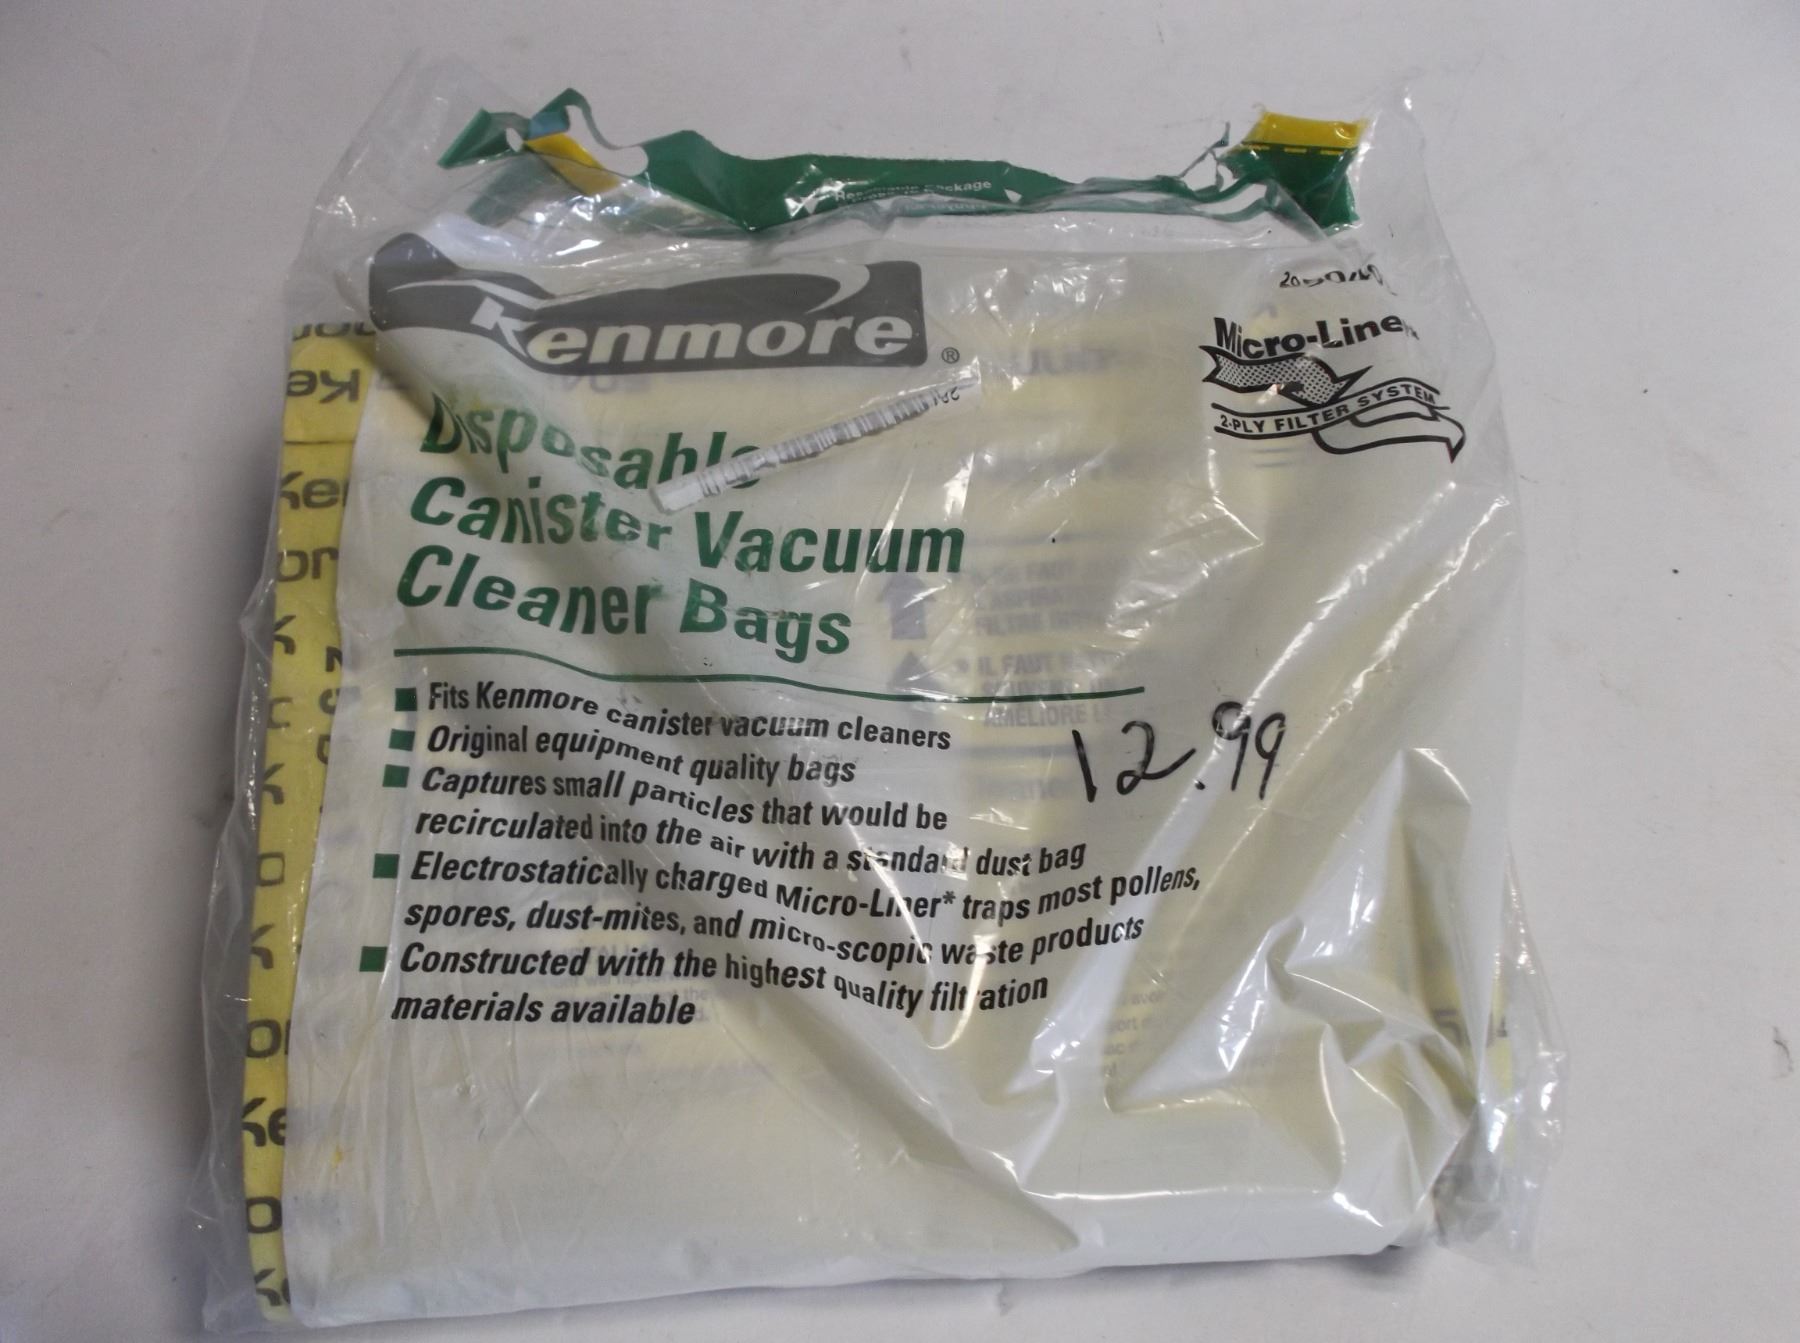 Resealable Package
Kenmore®
Micro-Liner
2-PLY FILTER SYSTEM
Disposable
Canister Vacuum
Cleaner Bags
Fits Kenmore canister vacuum cleaners
Original equipment quality bags
Captures small particles that would be
recirculated into the air with a standard dust bag
Electrostatically charged Micro-Liner* traps most pollens,
spores, dust-mites, and micro-scopic waste products
Constructed with the highest quality filtration
materials available
12.99